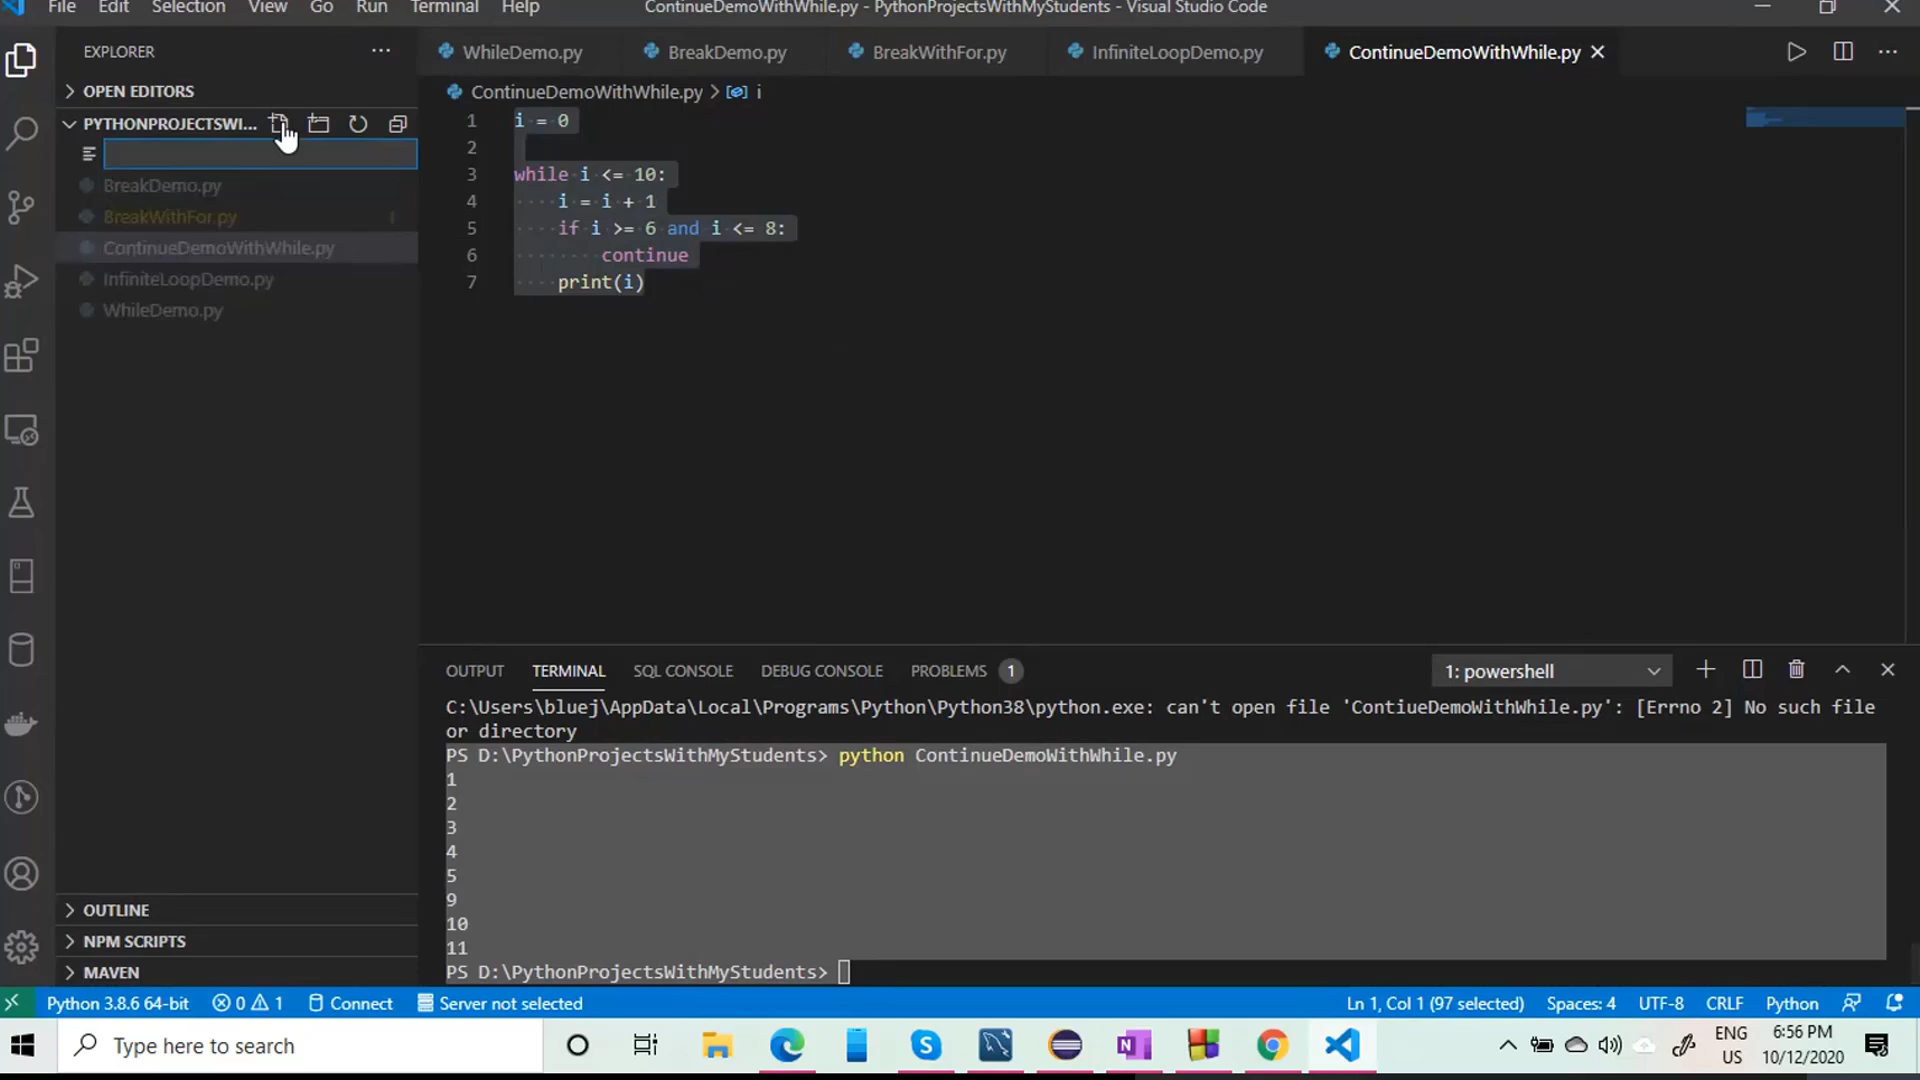 File Edit Selection View Go Run Terminal Help ContinueDemoWithWhile.py - PythonProjectsWithMyStudents - Visual Studio Code
EXPLORER
WhileDemo.py BreakDemo.py BreakWithFor.py InfiniteLoopDemo.py ContinueDemoWithWhile.py
OPEN EDITORS
ContinueDemoWithWhile.py > i
PYTHONPROJECTSWI...
BreakDemo.py
BreakWithFor.py 1
ContinueDemoWithWhile.py
InfiniteLoopDemo.py
WhileDemo.py
1 i = 0
2
3 while i <= 10:
4 i = i + 1
5 if i >= 6 and i <= 8:
6 continue
7 print(i)
OUTPUT TERMINAL SQL CONSOLE DEBUG CONSOLE PROBLEMS 1 1: powershell
C:\Users\bluej\AppData\Local\Programs\Python\Python38\python.exe: can't open file 'ContiueDemoWithWhile.py': [Errno 2] No such file
or directory
PS D:\PythonProjectsWithMyStudents> python ContinueDemoWithWhile.py
1
2
3
4
5
9
10
11
PS D:\PythonProjectsWithMyStudents>
OUTLINE
NPM SCRIPTS
MAVEN
Python 3.8.6 64-bit 0 1 Connect Server not selected Ln 1, Col 1 (97 selected) Spaces: 4 UTF-8 CRLF Python
Type here to search
ENG
US
6:56 PM
10/12/2020